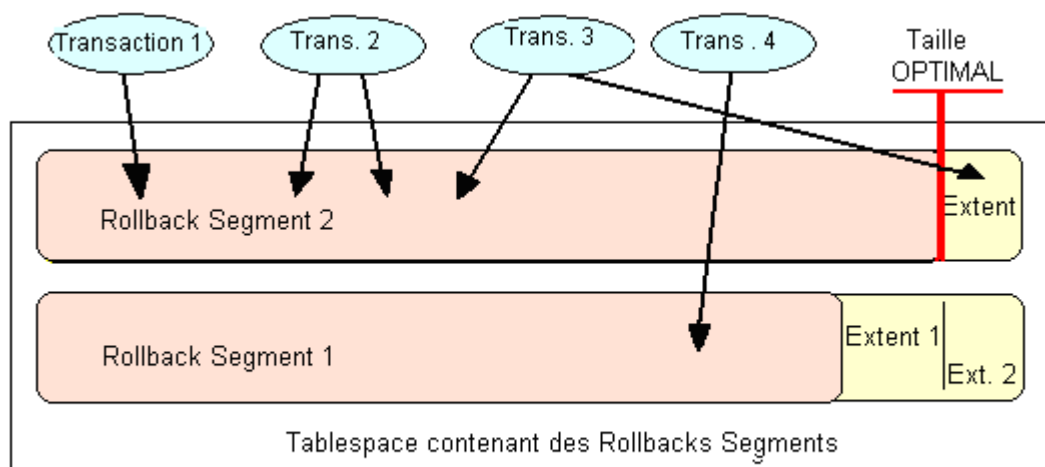 Transaction 1
Trans. 2
Trans. 3
Trans . 4
Taille
OPTIMAL
Rollback Segment 2
Extent
Rollback Segment 1
Extent 1
Ext. 2
Tablespace contenant des Rollbacks Segments